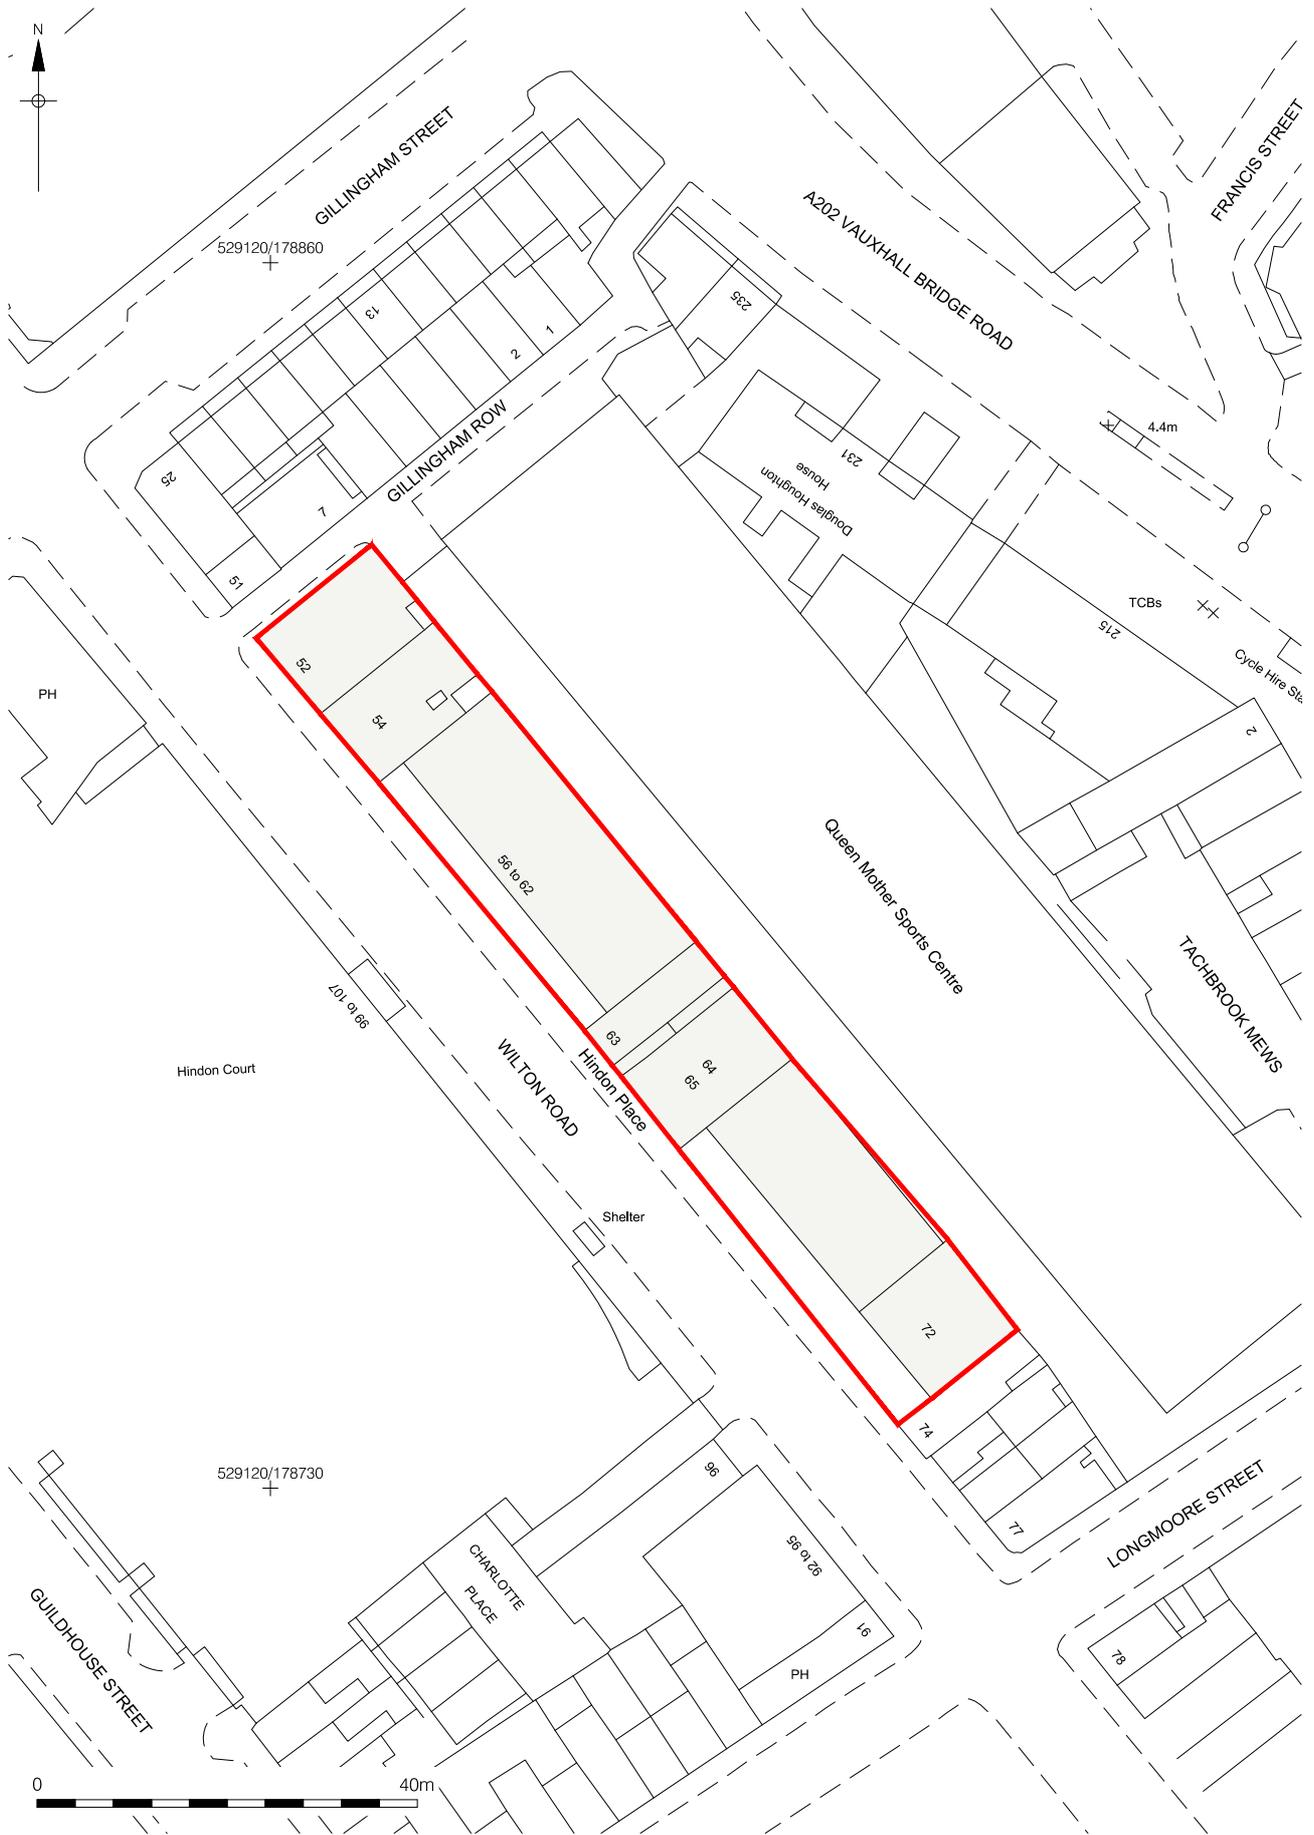 N
GILLINGHAM STREET
529120/178860
A202 VAUXHALL BRIDGE ROAD
FRANCIS STREET
235
13
1
2
GILLINGHAM ROW
4.4m
231
Douglas Houghton
House
25
7
51
TCBs
215
Cycle Hire Sta
52
PH
54
2
56 to 62
Queen Mother Sports Centre
TACHBROOK MEWS
99 to 107
63
Hindon Place
64
65
WILTON ROAD
Hindon Court
Shelter
72
74
77
LONGMOORE STREET
529120/178730
96
92 to 95
91
PH
CHARLOTTE
PLACE
78
GUILDHOUSE STREET
0
40m